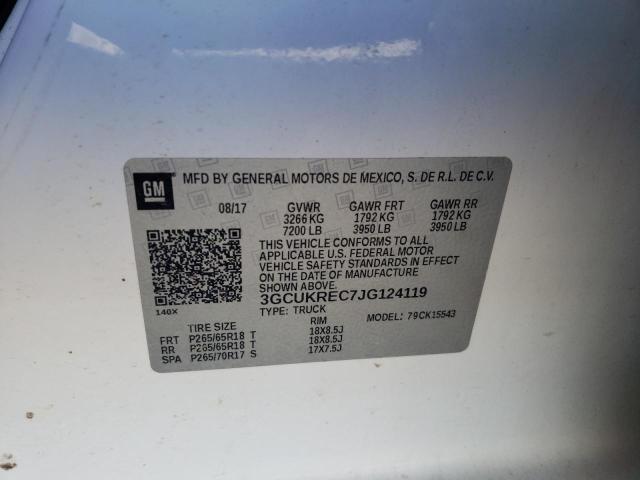 GM
MFD BY GENERAL MOTORS DE MEXICO, S. DE R.L. DE C.V.
08/17 GVWR GAWR FRT GAWR RR
3266 KG 1792 KG 1792 KG
7200 LB 3950 LB 3950 LB
THIS VEHICLE CONFORMS TO ALL
APPLICABLE U.S. FEDERAL MOTOR
VEHICLE SAFETY STANDARDS IN EFFECT
ON THE DATE OF MANUFACTURE
SHOWN ABOVE.
3GCUKREC7JG124119
140X TYPE: TRUCK MODEL: 79CK15543
TIRE SIZE RIM
FRT P265/65R18 T 18X8.5J
RR P265/65R18 T 18X8.5J
SPA P265/70R17 S 17X7.5J